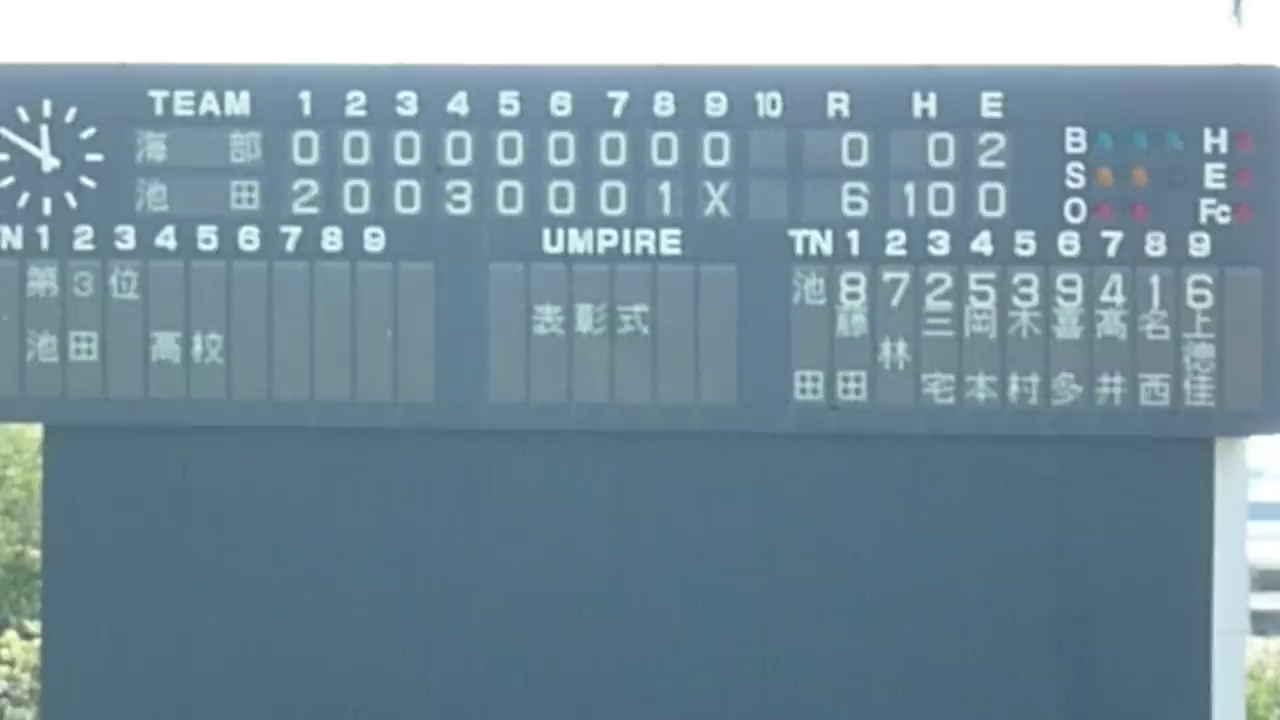 TEAM 1 2 3 4 5 6 7 8 9 10 R H E
海部 0 0 0 0 0 0 0 0 0 0 0 2
池田 2 0 0 3 0 0 0 1 X 6 10 0
B H
S E
O Fc
N 1 2 3 4 5 6 7 8 9
第3位
池田 高校
UMPIRE
表彰式
TN 1 2 3 4 5 6 7 8 9
池田
8 藤田
7 林
2 三宅
5 岡本
3 木村
9 喜多
4 髙井
1 名西
6 上徳佳